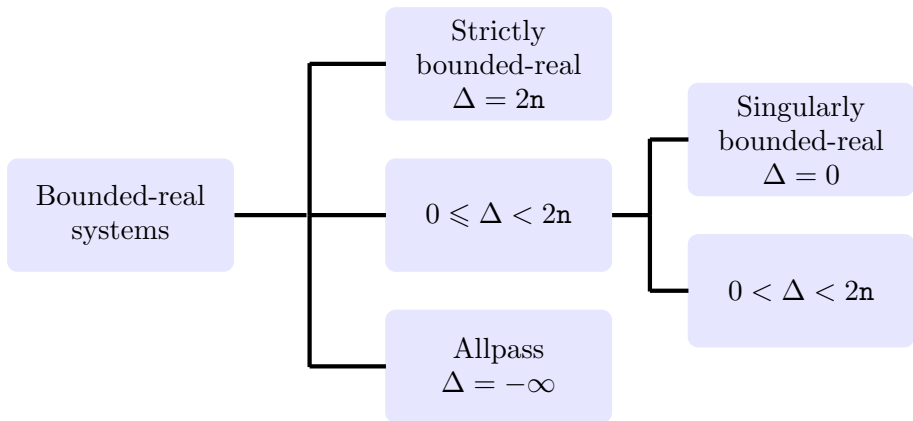 Strictly
bounded-real
Δ = 2n
Singularly
bounded-real
Δ = 0
Bounded-real
systems
0 ⩽ Δ < 2n
0 < Δ < 2n
Allpass
Δ = −∞